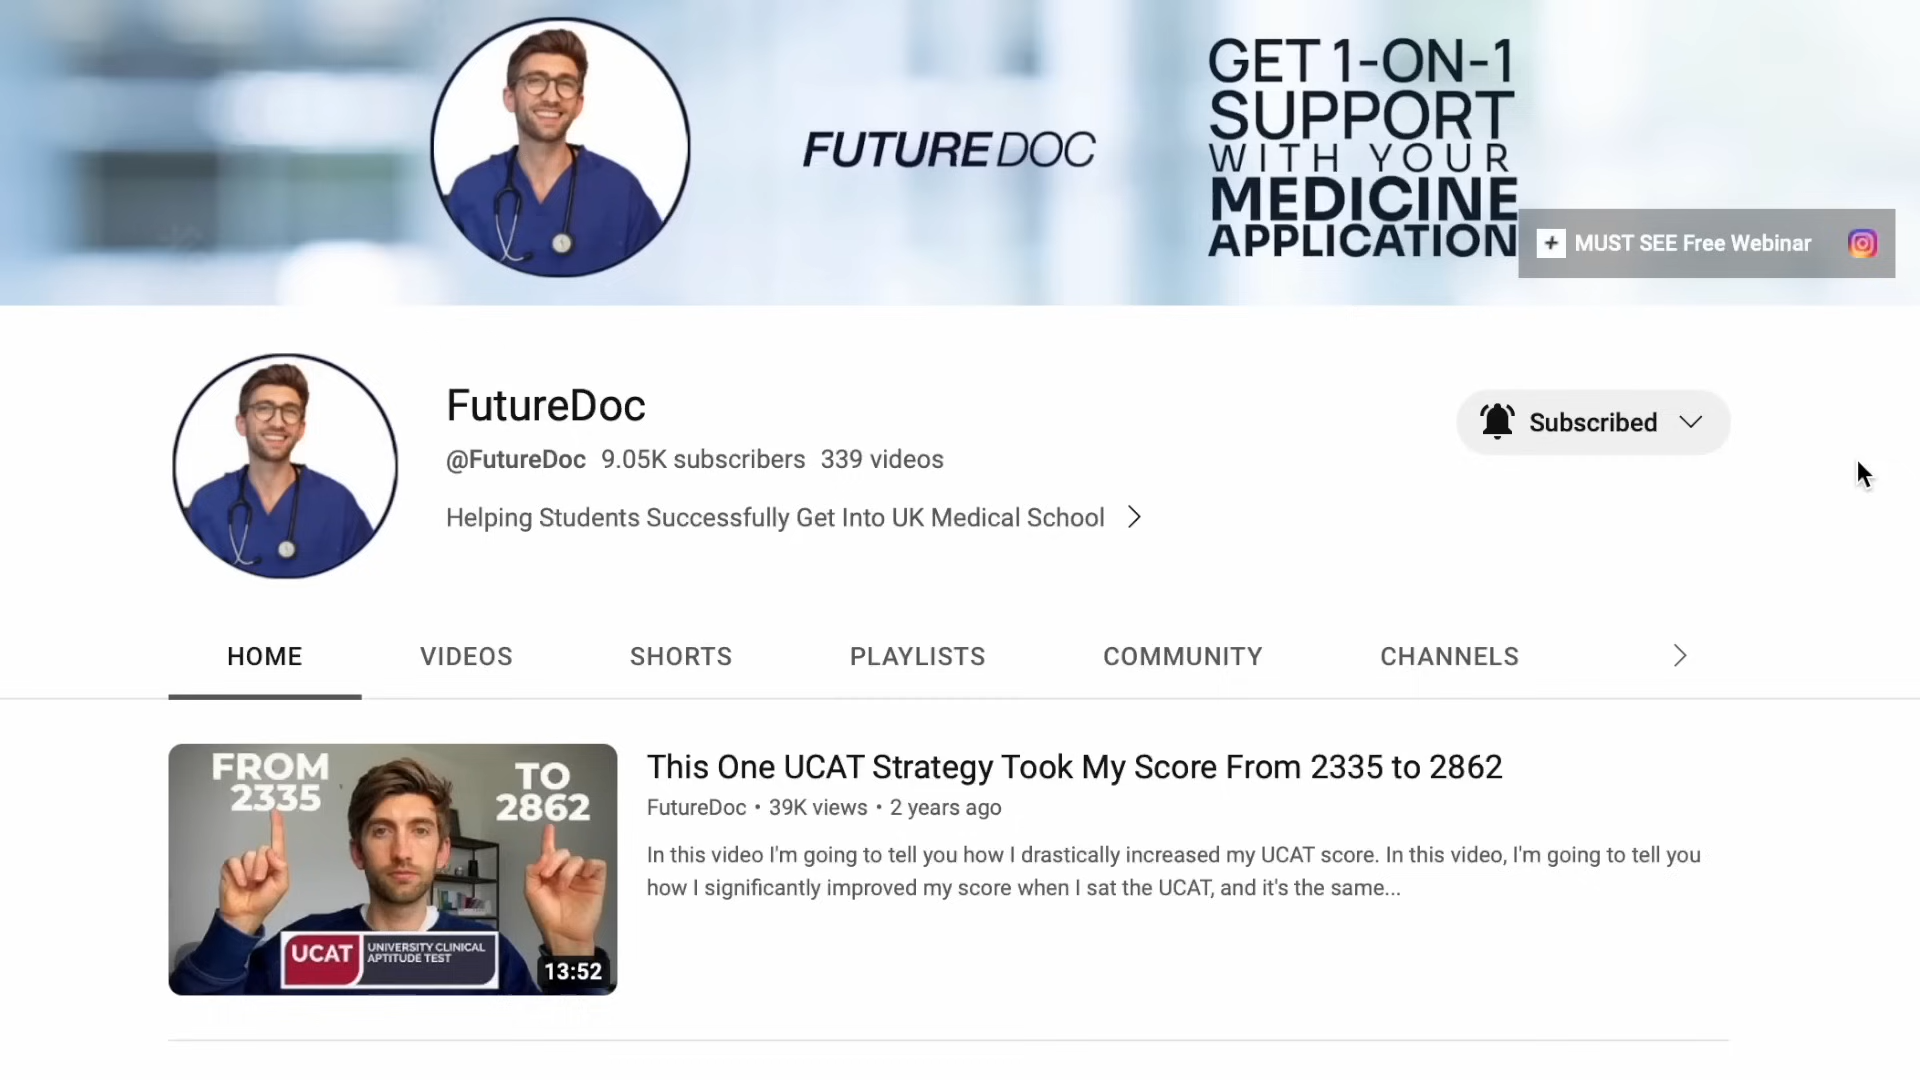 FUTUREDOC
GET 1-ON-1
SUPPORT
WITH YOUR
MEDICINE
APPLICATION
MUST SEE Free Webinar
FutureDoc
@FutureDoc 9.05K subscribers 339 videos
Helping Students Successfully Get Into UK Medical School
Subscribed
HOME VIDEOS SHORTS PLAYLISTS COMMUNITY CHANNELS
FROM
2335
TO
2862
UCAT
UNIVERSITY CLINICAL
APTITUDE TEST
13:52
This One UCAT Strategy Took My Score From 2335 to 2862
FutureDoc • 39K views • 2 years ago
In this video I'm going to tell you how I drastically increased my UCAT score. In this video, I'm going to tell you
how I significantly improved my score when I sat the UCAT, and it's the same...